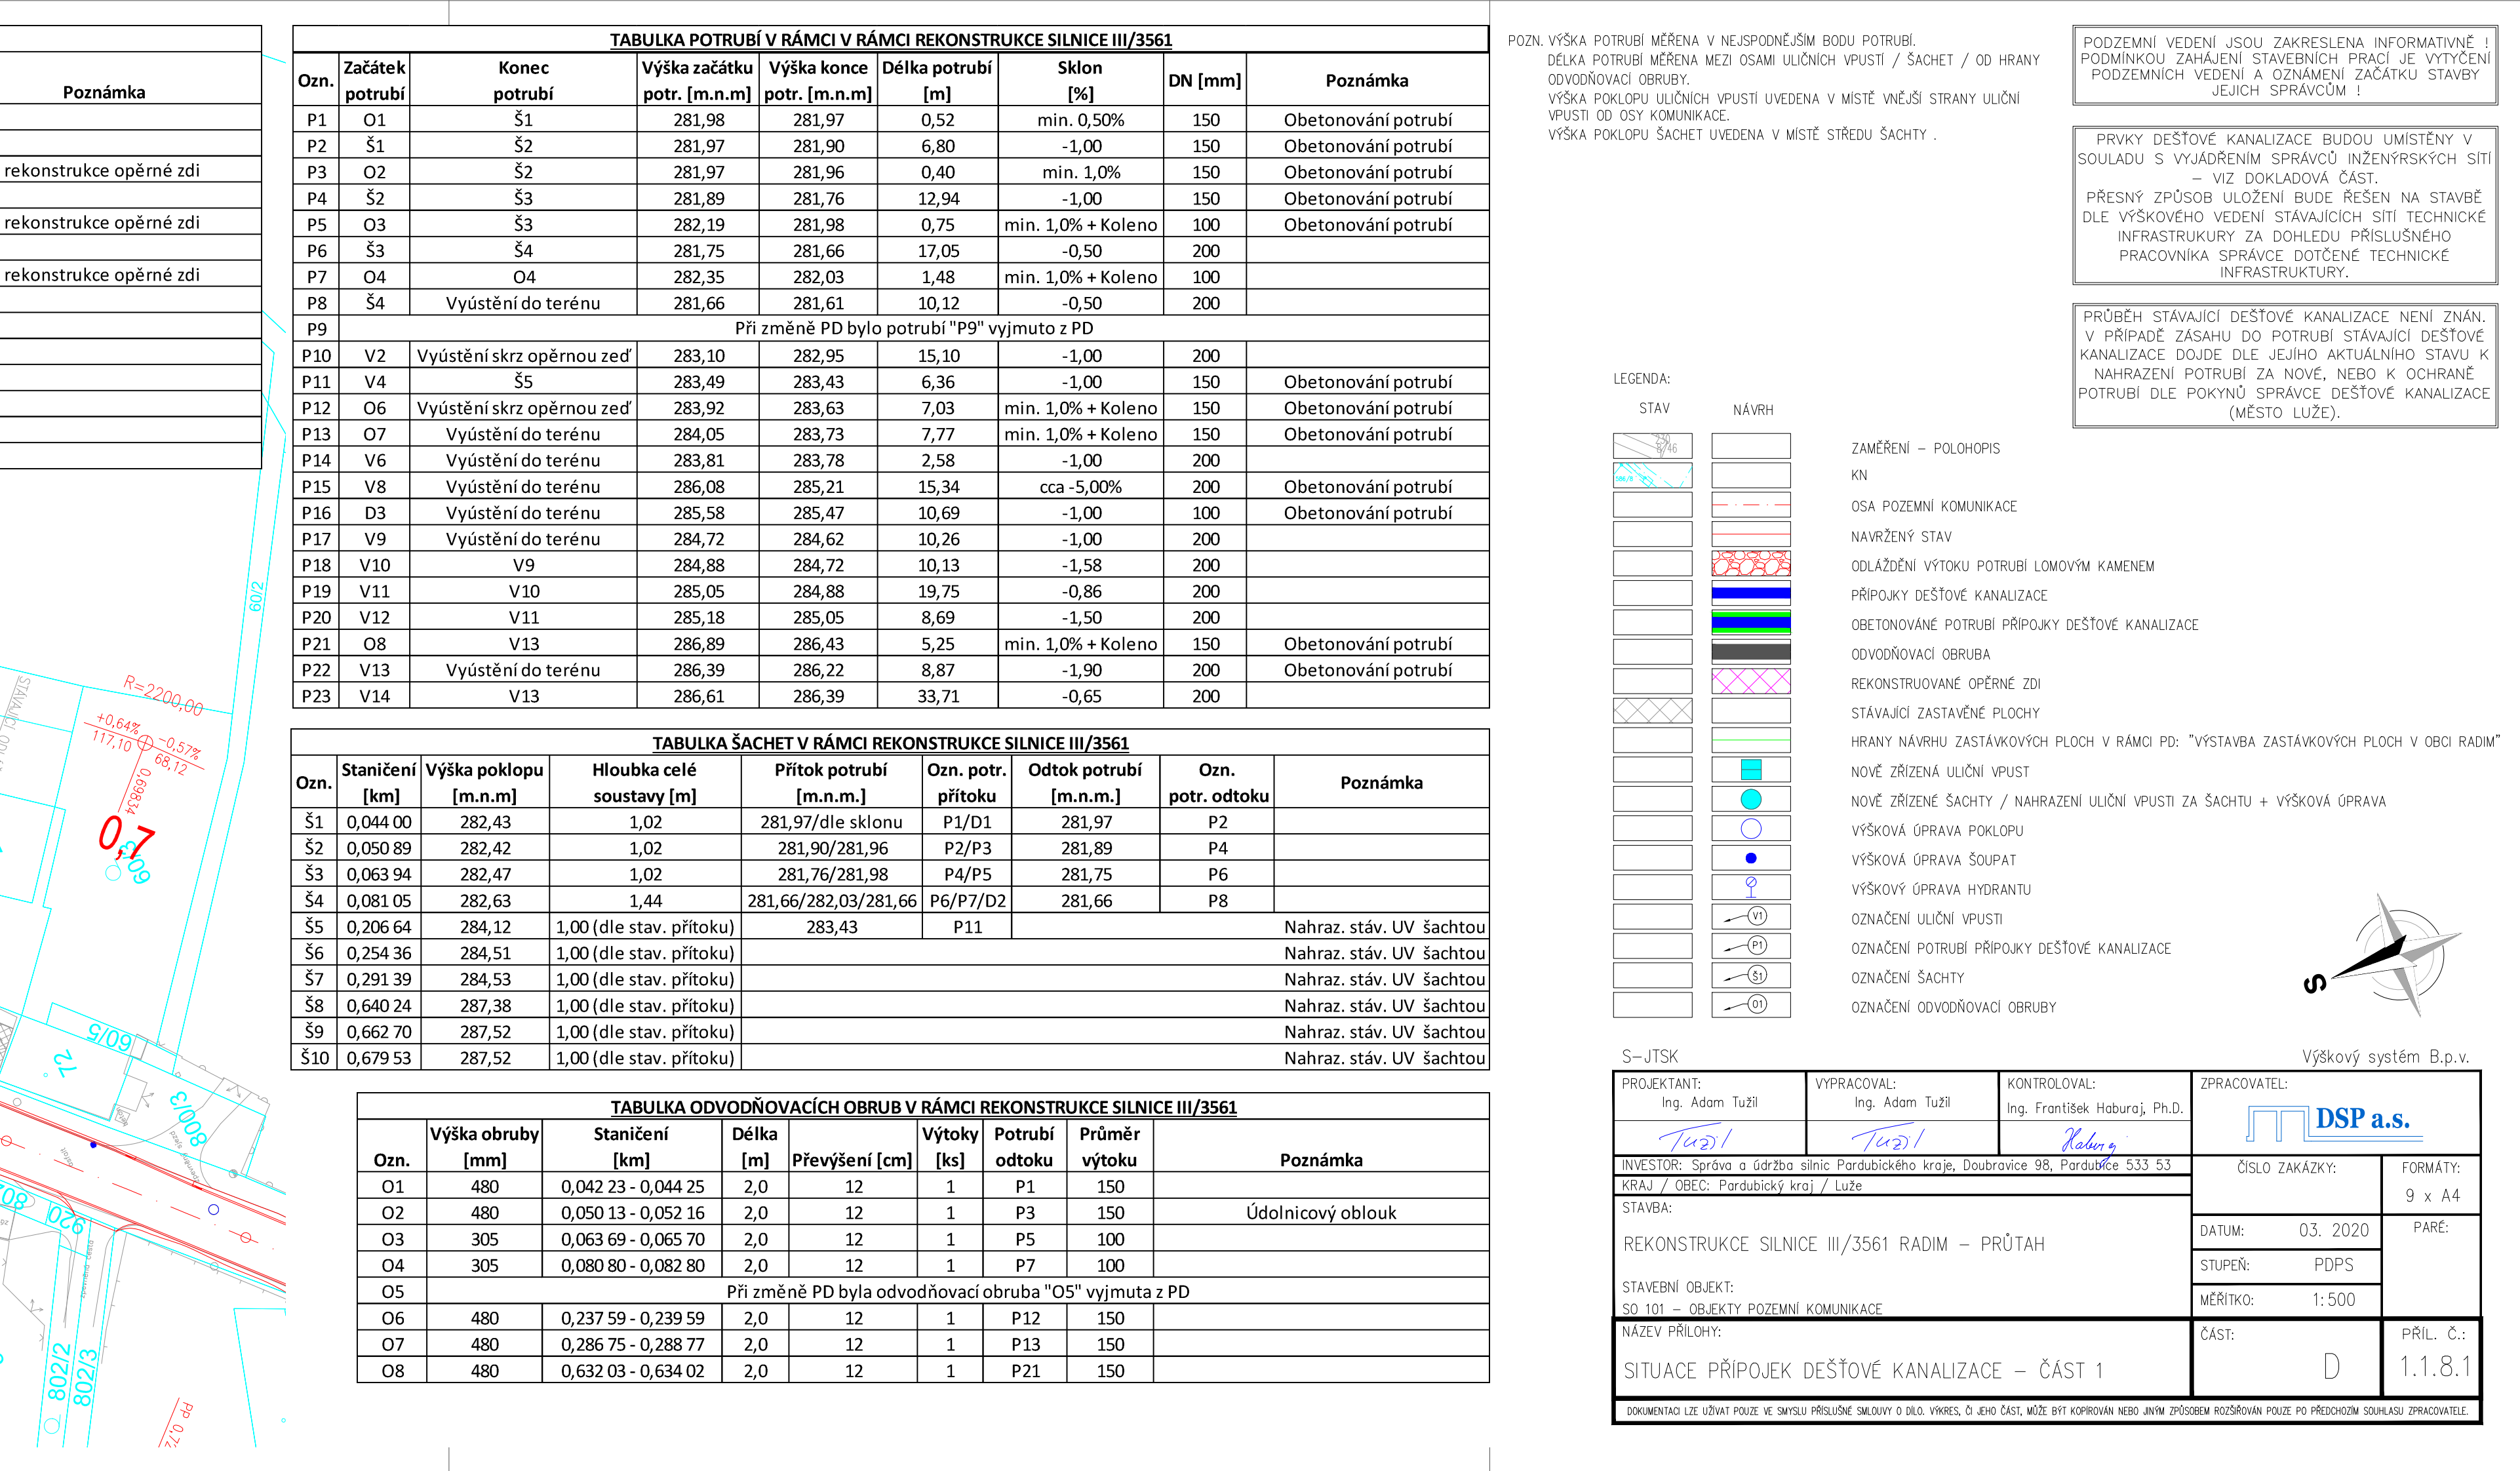 Poznámka
rekonstrukce opěrné zdi
rekonstrukce opěrné zdi
rekonstrukce opěrné zdi
TABULKA POTRUBÍ V RÁMCI V RÁMCI REKONSTRUKCE SILNICE III/3561
Ozn. | Začátek potrubí | Konec potrubí | Výška začátku potr. [m.n.m] | Výška konce potr. [m.n.m] | Délka potrubí [m] | Sklon [%] | DN [mm] | Poznámka
P1 O1 Š1 281,98 281,97 0,52 min. 0,50% 150 Obetonování potrubí
P2 Š1 Š2 281,97 281,90 6,80 -1,00 150 Obetonování potrubí
P3 O2 Š2 281,97 281,96 0,40 min. 1,0% 150 Obetonování potrubí
P4 Š2 Š3 281,89 281,76 12,94 -1,00 150 Obetonování potrubí
P5 O3 Š3 282,19 281,98 0,75 min. 1,0% + Koleno 100 Obetonování potrubí
P6 Š3 Š4 281,75 281,66 17,05 -0,50 200
P7 O4 O4 282,35 282,03 1,48 min. 1,0% + Koleno 100
P8 Š4 Vyústění do terénu 281,66 281,61 10,12 -0,50 200
P9 Při změně PD bylo potrubí "P9" vyjmuto z PD
P10 V2 Vyústění skrz opěrnou zeď 283,10 282,95 15,10 -1,00 200
P11 V4 Š5 283,49 283,43 6,36 -1,00 150 Obetonování potrubí
P12 O6 Vyústění skrz opěrnou zeď 283,92 283,63 7,03 min. 1,0% + Koleno 150 Obetonování potrubí
P13 O7 Vyústění do terénu 284,05 283,73 7,77 min. 1,0% + Koleno 150 Obetonování potrubí
P14 V6 Vyústění do terénu 283,81 283,78 2,58 -1,00 200
P15 V8 Vyústění do terénu 286,08 285,21 15,34 cca -5,00% 200 Obetonování potrubí
P16 D3 Vyústění do terénu 285,58 285,47 10,69 -1,00 100 Obetonování potrubí
P17 V9 Vyústění do terénu 284,72 284,62 10,26 -1,00 200
P18 V10 V9 284,88 284,72 10,13 -1,58 200
P19 V11 V10 285,05 284,88 19,75 -0,86 200
P20 V12 V11 285,18 285,05 8,69 -1,50 200
P21 O8 V13 286,89 286,43 5,25 min. 1,0% + Koleno 150 Obetonování potrubí
P22 V13 Vyústění do terénu 286,39 286,22 8,87 -1,90 200 Obetonování potrubí
P23 V14 V13 286,61 286,39 33,71 -0,65 200
TABULKA ŠACHET V RÁMCI REKONSTRUKCE SILNICE III/3561
Ozn. | Staničení [km] | Výška poklopu [m.n.m] | Hloubka celé soustavy [m] | Přítok potrubí [m.n.m.] | Ozn. potr. přítoku | Odtok potrubí [m.n.m.] | Ozn. potr. odtoku | Poznámka
Š1 0,044 00 282,43 1,02 281,97/dle sklonu P1/D1 281,97 P2
Š2 0,050 89 282,42 1,02 281,90/281,96 P2/P3 281,89 P4
Š3 0,063 94 282,47 1,02 281,76/281,98 P4/P5 281,75 P6
Š4 0,081 05 282,63 1,44 281,66/282,03/281,66 P6/P7/D2 281,66 P8
Š5 0,206 64 284,12 1,00 (dle stav. přítoku) 283,43 P11 Nahraz. stáv. UV šachtou
Š6 0,254 36 284,51 1,00 (dle stav. přítoku) Nahraz. stáv. UV šachtou
Š7 0,291 39 284,53 1,00 (dle stav. přítoku) Nahraz. stáv. UV šachtou
Š8 0,640 24 287,38 1,00 (dle stav. přítoku) Nahraz. stáv. UV šachtou
Š9 0,662 70 287,52 1,00 (dle stav. přítoku) Nahraz. stáv. UV šachtou
Š10 0,679 53 287,52 1,00 (dle stav. přítoku) Nahraz. stáv. UV šachtou
TABULKA ODVODŇOVACÍCH OBRUB V RÁMCI REKONSTRUKCE SILNICE III/3561
Ozn. | Výška obruby [mm] | Staničení [km] | Délka [m] | Převýšení [cm] | Výtoky [ks] | Potrubí odtoku | Průměr výtoku | Poznámka
O1 480 0,042 23 - 0,044 25 2,0 12 1 P1 150
O2 480 0,050 13 - 0,052 16 2,0 12 1 P3 150 Údolnicový oblouk
O3 305 0,063 69 - 0,065 70 2,0 12 1 P5 100
O4 305 0,080 80 - 0,082 80 2,0 12 1 P7 100
O5 Při změně PD byla odvodňovací obruba "O5" vyjmuta z PD
O6 480 0,237 59 - 0,239 59 2,0 12 1 P12 150
O7 480 0,286 75 - 0,288 77 2,0 12 1 P13 150
O8 480 0,632 03 - 0,634 02 2,0 12 1 P21 150
60/2
R=2200,00
+0,64%
117,10
-0,57%
68,12
0,69834
0,7
60/3
60/5
72
800/3
920
802/2
802/3
PP 0,72
POZN. VÝŠKA POTRUBÍ MĚŘENA V NEJSPODNĚJŠÍM BODU POTRUBÍ.
DÉLKA POTRUBÍ MĚŘENA MEZI OSAMI ULIČNÍCH VPUSTÍ / ŠACHET / OD HRANY
ODVODŇOVACÍ OBRUBY.
VÝŠKA POKLOPU ULIČNÍCH VPUSTÍ UVEDENA V MÍSTĚ VNĚJŠÍ STRANY ULIČNÍ
VPUSTI OD OSY KOMUNIKACE.
VÝŠKA POKLOPU ŠACHET UVEDENA V MÍSTĚ STŘEDU ŠACHTY .
PODZEMNÍ VEDENÍ JSOU ZAKRESLENA INFORMATIVNĚ !
PODMÍNKOU ZAHÁJENÍ STAVEBNÍCH PRACÍ JE VYTYČENÍ
PODZEMNÍCH VEDENÍ A OZNÁMENÍ ZAČÁTKU STAVBY
JEJICH SPRÁVCŮM !
PRVKY DEŠŤOVÉ KANALIZACE BUDOU UMÍSTĚNY V
SOULADU S VYJÁDŘENÍM SPRÁVCŮ INŽENÝRSKÝCH SÍTÍ
– VIZ DOKLADOVÁ ČÁST.
PŘESNÝ ZPŮSOB ULOŽENÍ BUDE ŘEŠEN NA STAVBĚ
DLE VÝŠKOVÉHO VEDENÍ STÁVAJÍCÍCH SÍTÍ TECHNICKÉ
INFRASTRUKURY ZA DOHLEDU PŘÍSLUŠNÉHO
PRACOVNÍKA SPRÁVCE DOTČENÉ TECHNICKÉ
INFRASTRUKTURY.
PRŮBĚH STÁVAJÍCÍ DEŠŤOVÉ KANALIZACE NENÍ ZNÁN.
V PŘÍPADĚ ZÁSAHU DO POTRUBÍ STÁVAJÍCÍ DEŠŤOVÉ
KANALIZACE DOJDE DLE JEJÍHO AKTUÁLNÍHO STAVU K
NAHRAZENÍ POTRUBÍ ZA NOVÉ, NEBO K OCHRANĚ
POTRUBÍ DLE POKYNŮ SPRÁVCE DEŠŤOVÉ KANALIZACE
(MĚSTO LUŽE).
LEGENDA:
STAV NÁVRH
ZAMĚŘENÍ – POLOHOPIS
KN
OSA POZEMNÍ KOMUNIKACE
NAVRŽENÝ STAV
ODLÁŽDĚNÍ VÝTOKU POTRUBÍ LOMOVÝM KAMENEM
PŘÍPOJKY DEŠŤOVÉ KANALIZACE
OBETONOVÁNÉ POTRUBÍ PŘÍPOJKY DEŠŤOVÉ KANALIZACE
ODVODŇOVACÍ OBRUBA
REKONSTRUOVANÉ OPĚRNÉ ZDI
STÁVAJÍCÍ ZASTAVĚNÉ PLOCHY
HRANY NÁVRHU ZASTÁVKOVÝCH PLOCH V RÁMCI PD: "VÝSTAVBA ZASTÁVKOVÝCH PLOCH V OBCI RADIM"
NOVĚ ZŘÍZENÁ ULIČNÍ VPUST
NOVĚ ZŘÍZENÉ ŠACHTY / NAHRAZENÍ ULIČNÍ VPUSTI ZA ŠACHTU + VÝŠKOVÁ ÚPRAVA
VÝŠKOVÁ ÚPRAVA POKLOPU
VÝŠKOVÁ ÚPRAVA ŠOUPAT
VÝŠKOVÝ ÚPRAVA HYDRANTU
V1 OZNAČENÍ ULIČNÍ VPUSTI
P1 OZNAČENÍ POTRUBÍ PŘÍPOJKY DEŠŤOVÉ KANALIZACE
Š1 OZNAČENÍ ŠACHTY
O1 OZNAČENÍ ODVODŇOVACÍ OBRUBY
S
S–JTSK
Výškový systém B.p.v.
PROJEKTANT: VYPRACOVAL: KONTROLOVAL: ZPRACOVATEL:
Ing. Adam Tužil Ing. Adam Tužil Ing. František Haburaj, Ph.D.
DSP a.s.
INVESTOR: Správa a údržba silnic Pardubického kraje, Doubravice 98, Pardubice 533 53
KRAJ / OBEC: Pardubický kraj / Luže
ČÍSLO ZAKÁZKY:
FORMÁTY:
9 x A4
STAVBA:
REKONSTRUKCE SILNICE III/3561 RADIM – PRŮTAH
DATUM: 03. 2020
PARÉ:
STUPEŇ: PDPS
STAVEBNÍ OBJEKT:
SO 101 – OBJEKTY POZEMNÍ KOMUNIKACE
MĚŘÍTKO: 1:500
NÁZEV PŘÍLOHY:
SITUACE PŘÍPOJEK DEŠŤOVÉ KANALIZACE – ČÁST 1
ČÁST:
D
PŘÍL. Č.:
1.1.8.1
DOKUMENTACI LZE UŽÍVAT POUZE VE SMYSLU PŘÍSLUŠNÉ SMLOUVY O DÍLO. VÝKRES, ČI JEHO ČÁST, MŮŽE BÝT KOPÍROVÁN NEBO JINÝM ZPŮSOBEM ROZŠIŘOVÁN POUZE PO PŘEDCHOZÍM SOUHLASU ZPRACOVATELE.